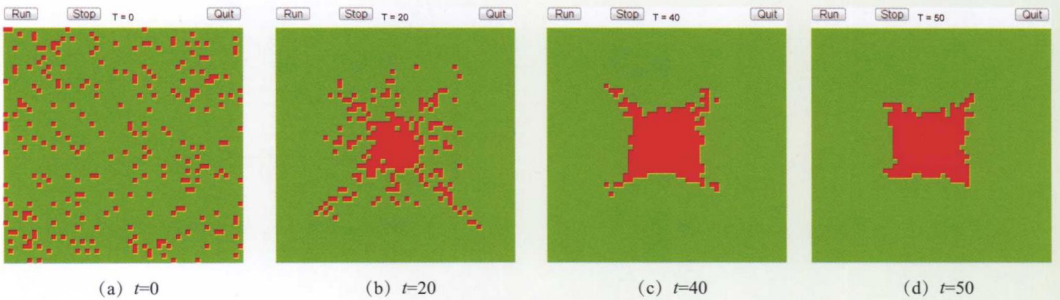 Run Stop T = 0 Quit
Run Stop T = 20 Quit
Run Stop T = 40 Quit
Run Stop T = 50 Quit
(a) t=0
(b) t=20
(c) t=40
(d) t=50